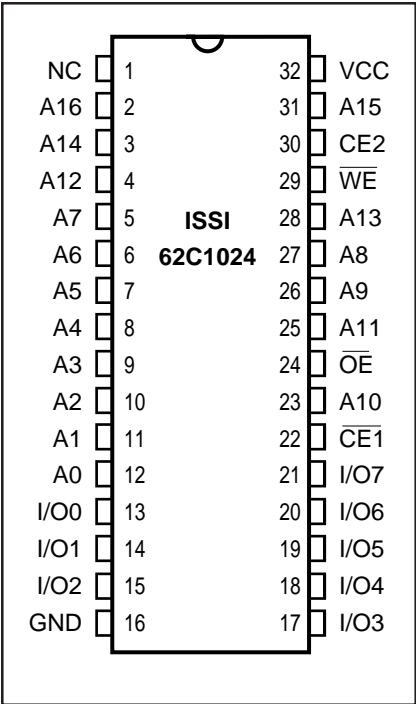 NC 1 32 VCC
A16 2 31 A15
A14 3 30 CE2
A12 4 29 W̅E̅
A7 5 ISSI 28 A13
A6 6 62C1024 27 A8
A5 7 26 A9
A4 8 25 A11
A3 9 24 O̅E̅
A2 10 23 A10
A1 11 22 C̅E̅1̅
A0 12 21 I/O7
I/O0 13 20 I/O6
I/O1 14 19 I/O5
I/O2 15 18 I/O4
GND 16 17 I/O3